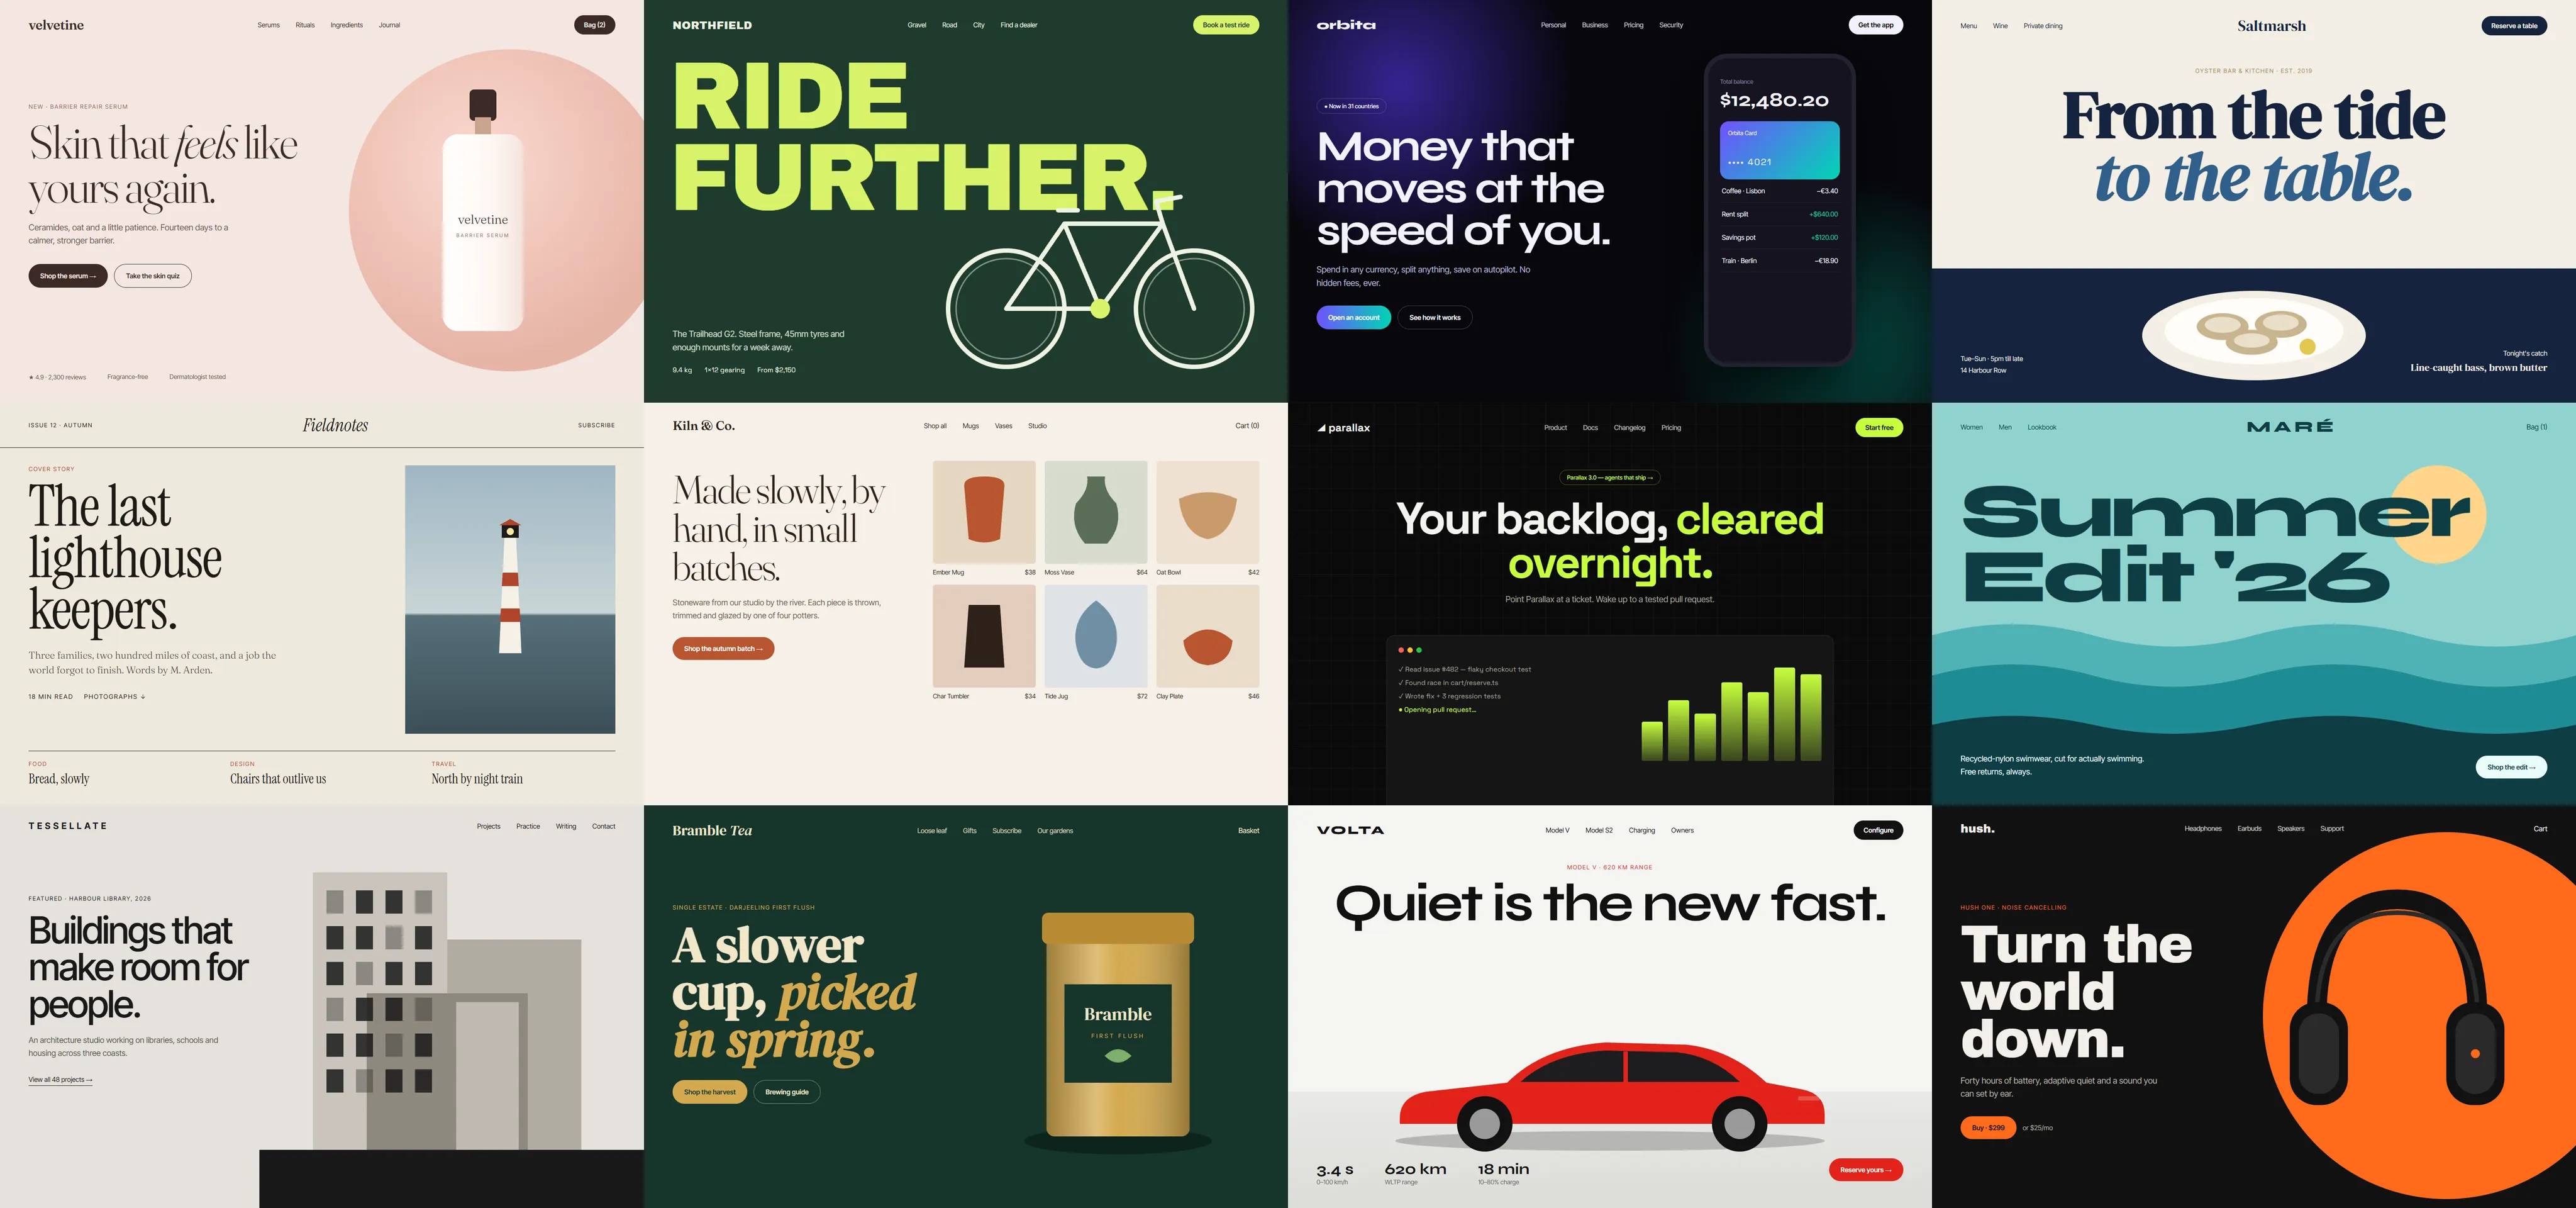 velvetine
Serums Rituals Ingredients Journal
Bag (2)
NEW · BARRIER REPAIR SERUM
Skin that feels like
yours again.
Ceramides, oat and a little patience. Fourteen days to a
calmer, stronger barrier.
Shop the serum → Take the skin quiz
velvetine
BARRIER SERUM
★ 4.9 · 2,300 reviews Fragrance-free Dermatologist tested
NORTHFIELD
Gravel Road City Find a dealer
Book a test ride
RIDE
FURTHER.
The Trailhead G2. Steel frame, 45mm tyres and
enough mounts for a week away.
9.4 kg 1×12 gearing From $2,150
orbita
Personal Business Pricing Security
Get the app
● Now in 31 countries
Money that
moves at the
speed of you.
Spend in any currency, split anything, save on autopilot. No
hidden fees, ever.
Open an account See how it works
Total balance
$12,480.20
Orbita Card
•••• 4021
Coffee · Lisbon −€3.40
Rent split +$640.00
Savings pot +$120.00
Train · Berlin −€18.90
Menu Wine Private dining
Saltmarsh
Reserve a table
OYSTER BAR & KITCHEN · EST. 2019
From the tide
to the table.
Tue–Sun · 5pm till late
14 Harbour Row
Tonight's catch
Line-caught bass, brown butter
ISSUE 12 · AUTUMN
Fieldnotes
SUBSCRIBE
COVER STORY
The last
lighthouse
keepers.
Three families, two hundred miles of coast, and a job the
world forgot to finish. Words by M. Arden.
18 MIN READ PHOTOGRAPHS ↓
FOOD
Bread, slowly
DESIGN
Chairs that outlive us
TRAVEL
North by night train
Kiln & Co.
Shop all Mugs Vases Studio
Cart (0)
Made slowly, by
hand, in small
batches.
Stoneware from our studio by the river. Each piece is thrown,
trimmed and glazed by one of four potters.
Shop the autumn batch →
Ember Mug $38
Moss Vase $64
Oat Bowl $42
Char Tumbler $34
Tide Jug $72
Clay Plate $46
parallax
Product Docs Changelog Pricing
Start free
Parallax 3.0 — agents that ship →
Your backlog, cleared
overnight.
Point Parallax at a ticket. Wake up to a tested pull request.
✓ Read issue #482 — flaky checkout test
✓ Found race in cart/reserve.ts
✓ Wrote fix + 3 regression tests
● Opening pull request…
Women Men Lookbook
MARÉ
Bag (1)
Summer
Edit '26
Recycled-nylon swimwear, cut for actually swimming.
Free returns, always.
Shop the edit →
TESSELLATE
Projects Practice Writing Contact
FEATURED · HARBOUR LIBRARY, 2026
Buildings that
make room for
people.
An architecture studio working on libraries, schools and
housing across three coasts.
View all 48 projects →
Bramble Tea
Loose leaf Gifts Subscribe Our gardens
Basket
SINGLE ESTATE · DARJEELING FIRST FLUSH
A slower
cup, picked
in spring.
Shop the harvest Brewing guide
Bramble
FIRST FLUSH
VOLTA
Model V Model S2 Charging Owners
Configure
MODEL V · 620 KM RANGE
Quiet is the new fast.
3.4 s 620 km 18 min
0–100 km/h WLTP range 10–80% charge
Reserve yours →
hush.
Headphones Earbuds Speakers Support
Cart
HUSH ONE · NOISE CANCELLING
Turn the
world
down.
Forty hours of battery, adaptive quiet and a sound you
can set by ear.
Buy · $299 or $25/mo